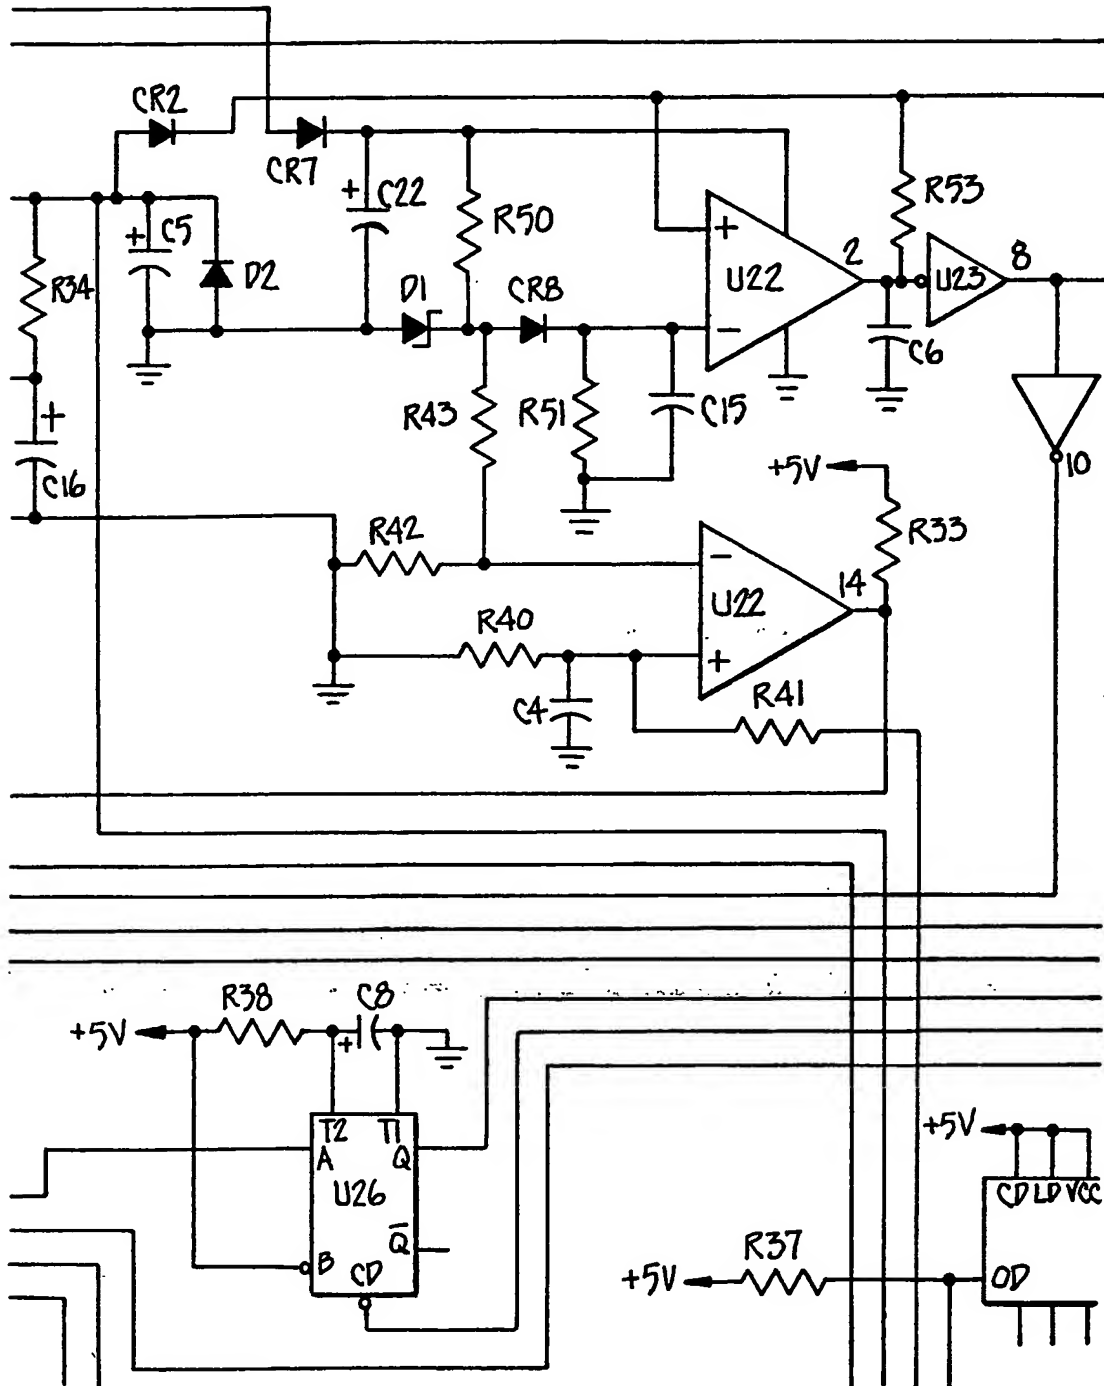 CR2
CR7
+ C22
R50
R53
+ C5
R34
D2
D1
CR8
+
U22
−
2
U23
8
C6
R43
R51
C15
+
C16
+5V
10
R42
R33
−
U22
+
14
R40
C4
R41
R38
C8
+5V
+
T2 T1
A Q
U26
Q
B
CD
+5V
CD LD VCC
R37
+5V
OD